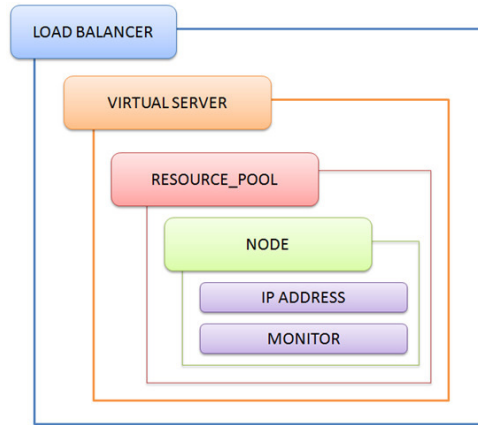 LOAD BALANCER
VIRTUAL SERVER
RESOURCE_POOL
NODE
IP ADDRESS
MONITOR